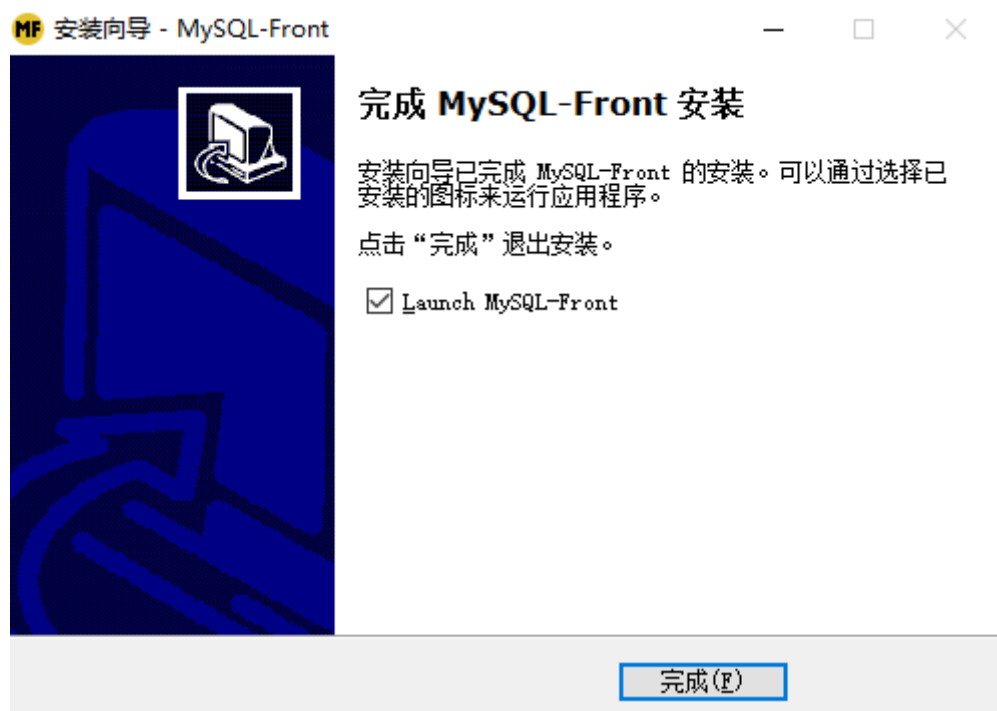 MF 安装向导 - MySQL-Front
完成 MySQL-Front 安装
安装向导已完成 MySQL-Front 的安装。可以通过选择已
安装的图标来运行应用程序。
点击“完成”退出安装。
Launch MySQL-Front
完成(F)